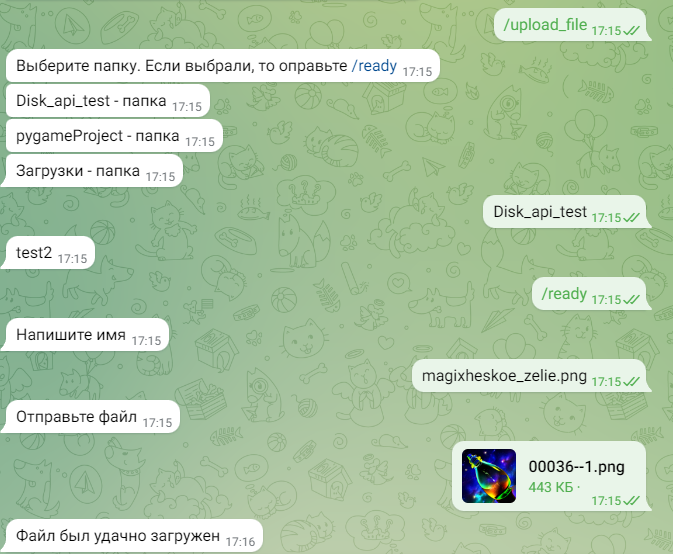 /upload_file 17:15
Выберите папку. Если выбрали, то оправьте /ready 17:15
Disk_api_test - папка 17:15
pygameProject - папка 17:15
Загрузки - папка 17:15
Disk_api_test 17:15
test2 17:15
/ready 17:15
Напишите имя 17:15
magixheskoe_zelie.png 17:15
Отправьте файл 17:15
00036--1.png
443 КБ · 17:15
Файл был удачно загружен 17:16